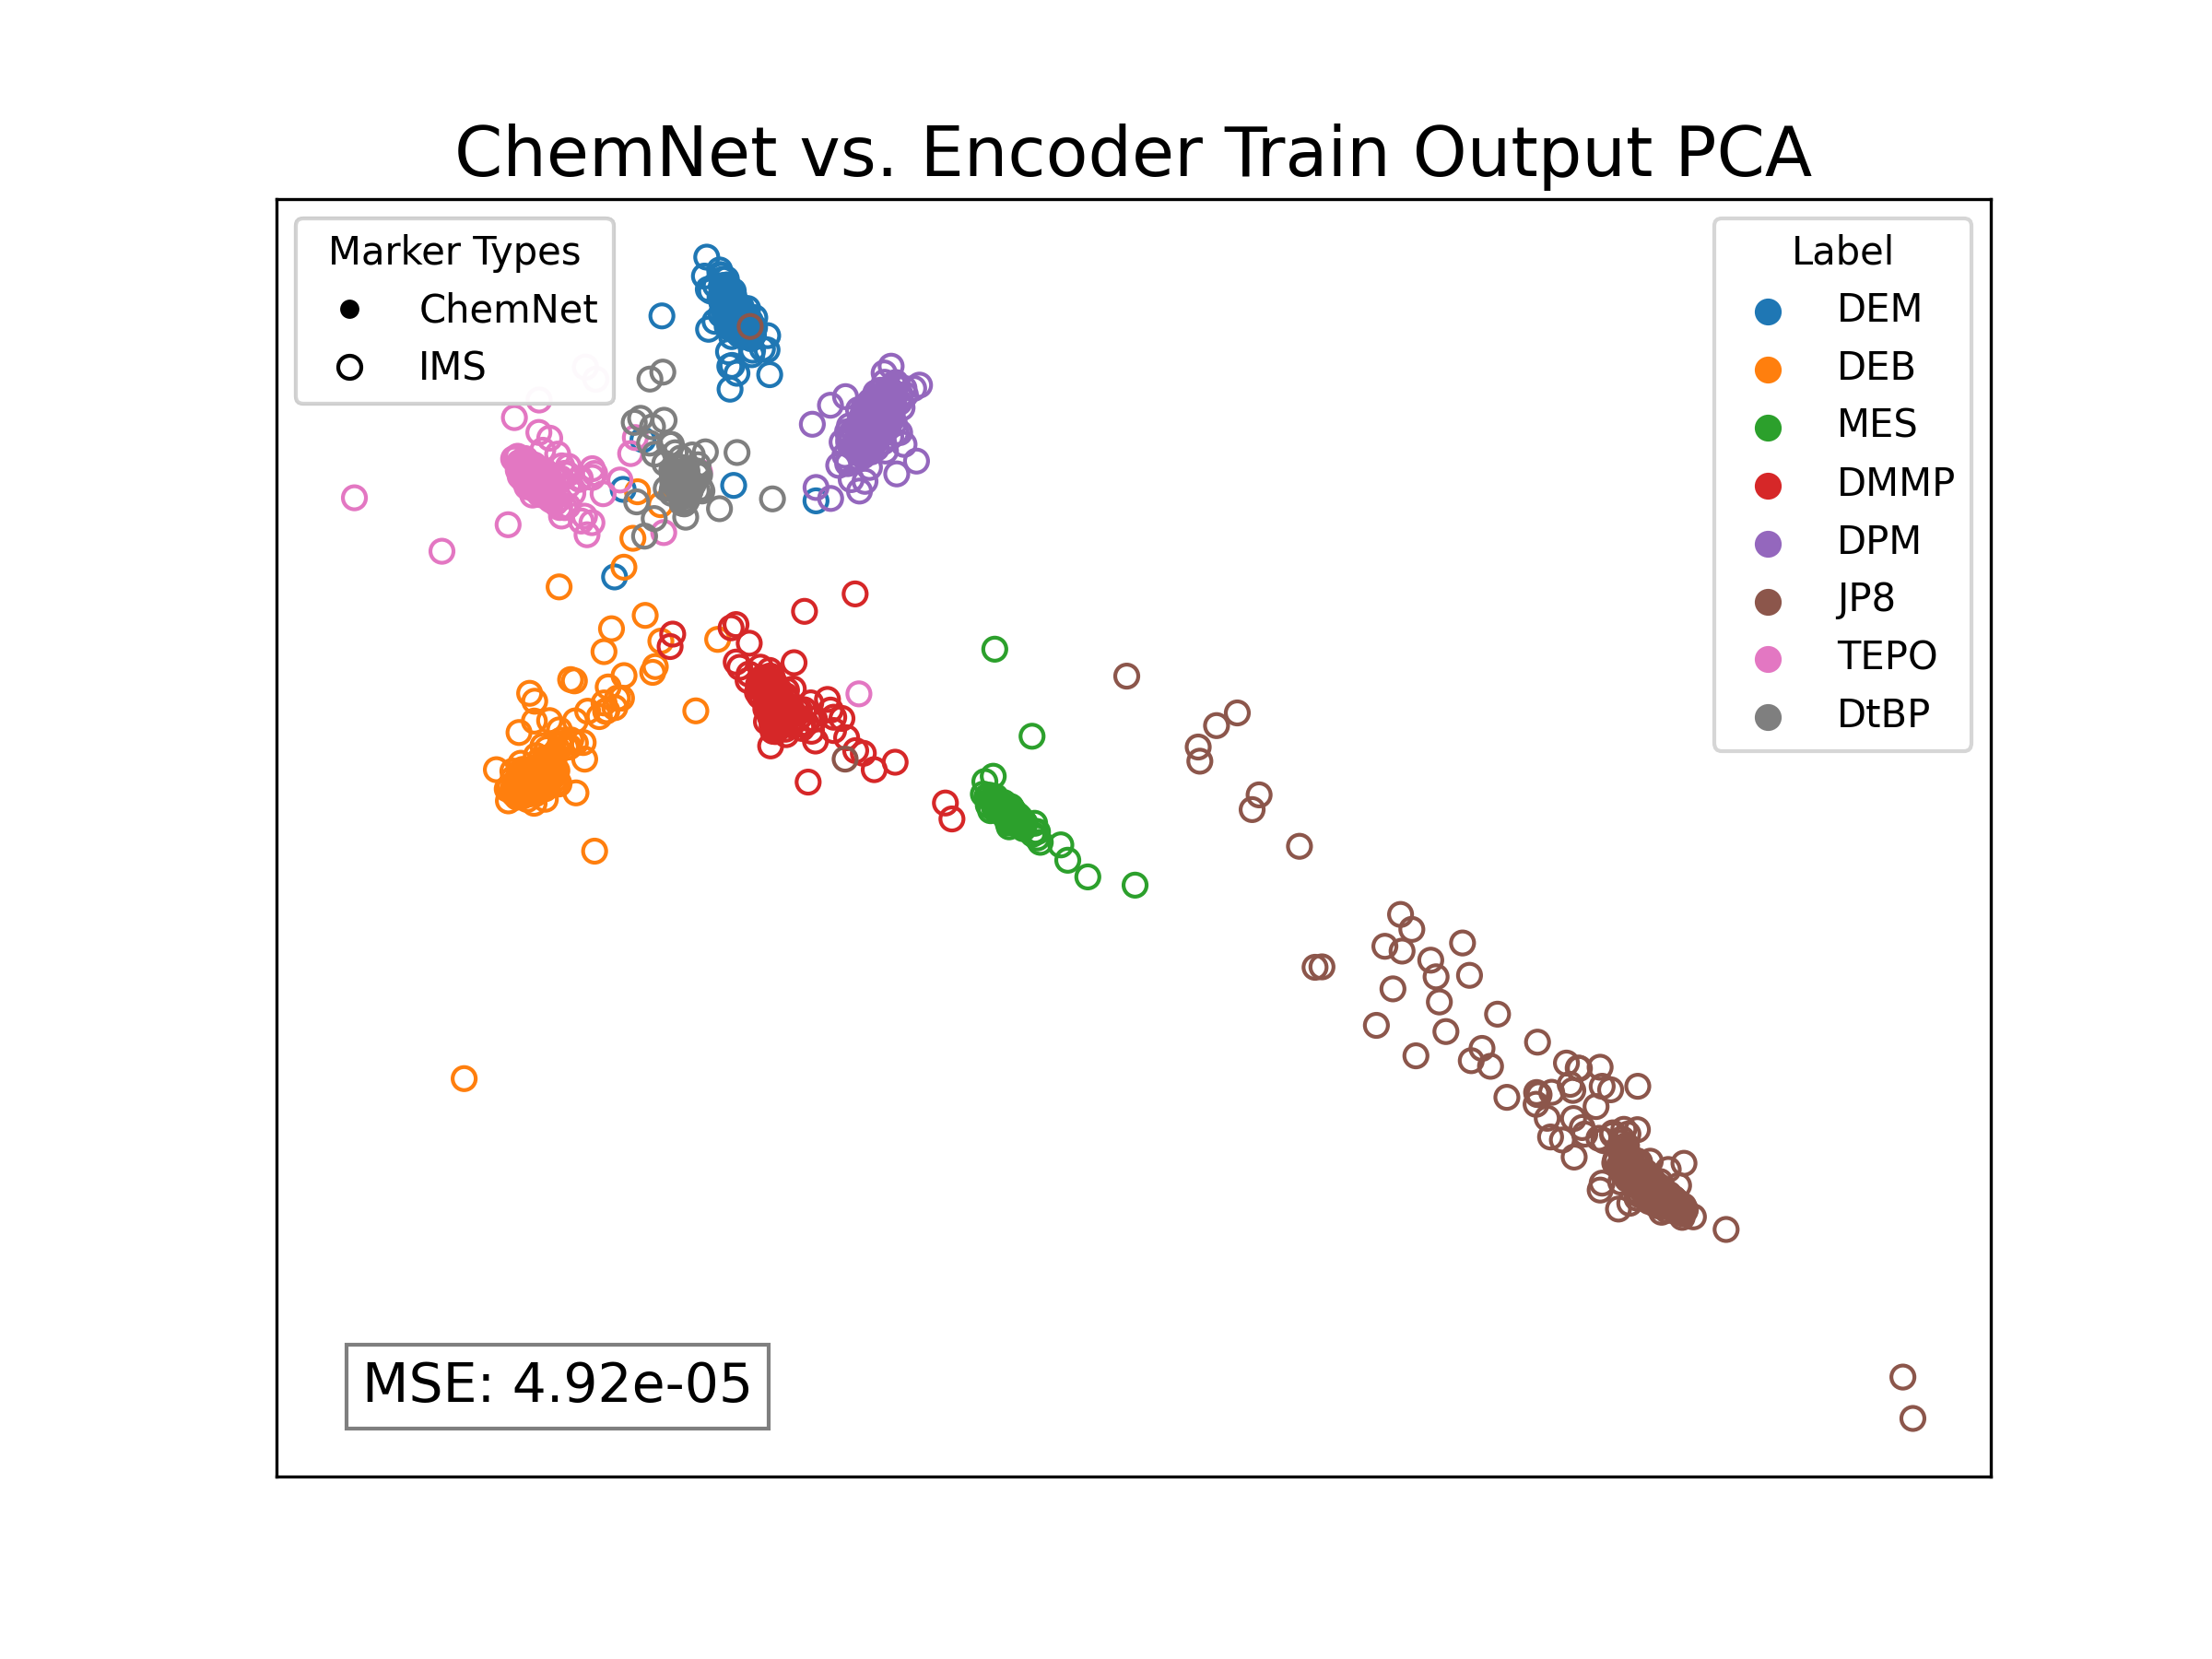 ChemNet vs. Encoder Train Output PCA
Marker Types
ChemNet
IMS
Label
DEM
DEB
MES
DMMP
DPM
JP8
TEPO
DtBP
MSE: 4.92e-05